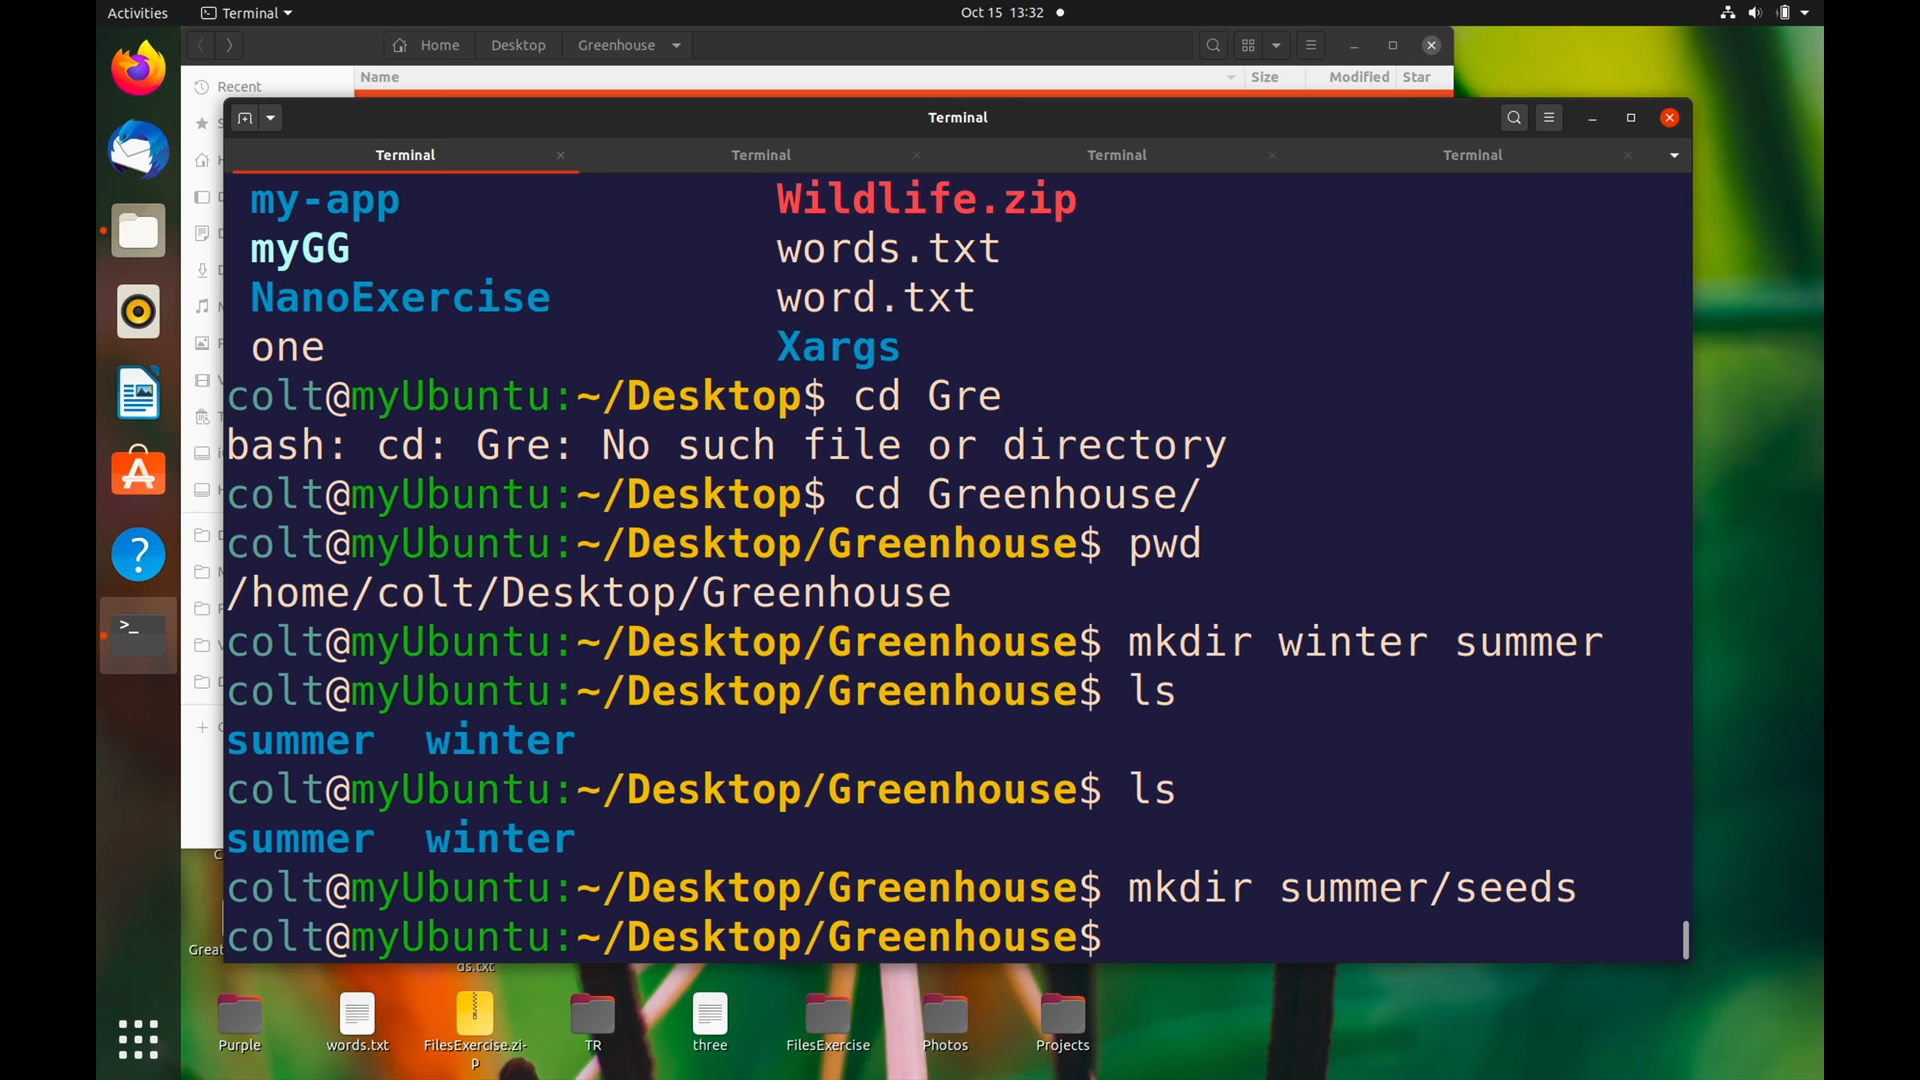 Activities Terminal Oct 15 13:32
Home Desktop Greenhouse
Recent Name Size Modified Star
Terminal
Terminal Terminal Terminal Terminal
my-app Wildlife.zip
myGG words.txt
NanoExercise word.txt
one Xargs
colt@myUbuntu:~/Desktop$ cd Gre
bash: cd: Gre: No such file or directory
colt@myUbuntu:~/Desktop$ cd Greenhouse/
colt@myUbuntu:~/Desktop/Greenhouse$ pwd
/home/colt/Desktop/Greenhouse
colt@myUbuntu:~/Desktop/Greenhouse$ mkdir winter summer
colt@myUbuntu:~/Desktop/Greenhouse$ ls
summer winter
colt@myUbuntu:~/Desktop/Greenhouse$ ls
summer winter
colt@myUbuntu:~/Desktop/Greenhouse$ mkdir summer/seeds
colt@myUbuntu:~/Desktop/Greenhouse$
Great
ds.txt
Purple words.txt FilesExercise.zi-p TR three FilesExercise Photos Projects